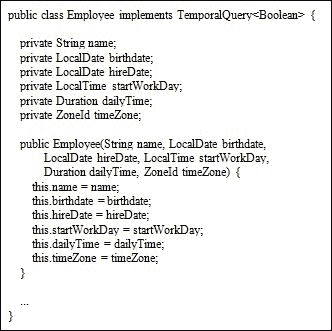 public class Employee implements TemporalQuery<Boolean> {
private String name;
private LocalDate birthdate;
private LocalDate hireDate;
private LocalTime startWorkDay;
private Duration dailyTime;
private ZoneId timeZone;
public Employee(String name, LocalDate birthdate,
LocalDate hireDate, LocalTime startWorkDay,
Duration dailyTime, ZoneId timeZone) {
this.name = name;
this.birthdate = birthdate;
this.hireDate = hireDate;
this.startWorkDay = startWorkDay;
this.dailyTime = dailyTime;
this.timeZone = timeZone;
}
...
}